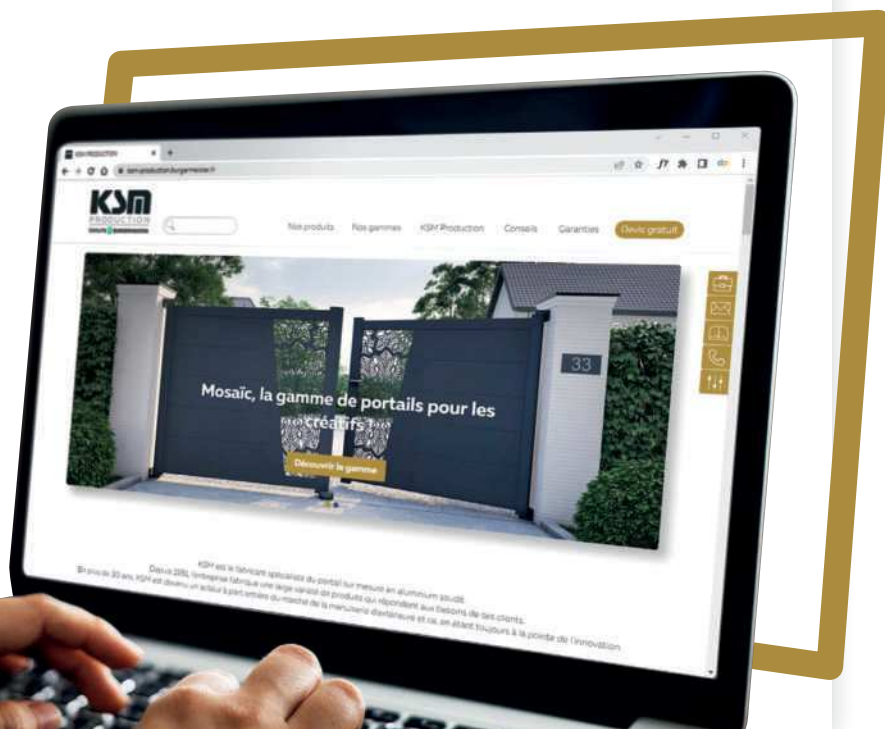 KSM PRODUCTION
KSM
PRODUCTION
Nos produits Nos gammes KSM Production Conseils Garanties Devis gratuit
33
Mosaïc, la gamme de portails pour les
créatifs !
Découvrir la gamme
KSM est le fabricant spécialiste du portail sur mesure en aluminium soudé.
Depuis l'entreprise fabrique une large variété de produits qui répondent aux besoins de ses clients.
En plus de 30 ans, KSM est devenu un acteur à part entière du marché de la menuiserie d'extérieure et ce, en étant toujours à la pointe de l'innovation